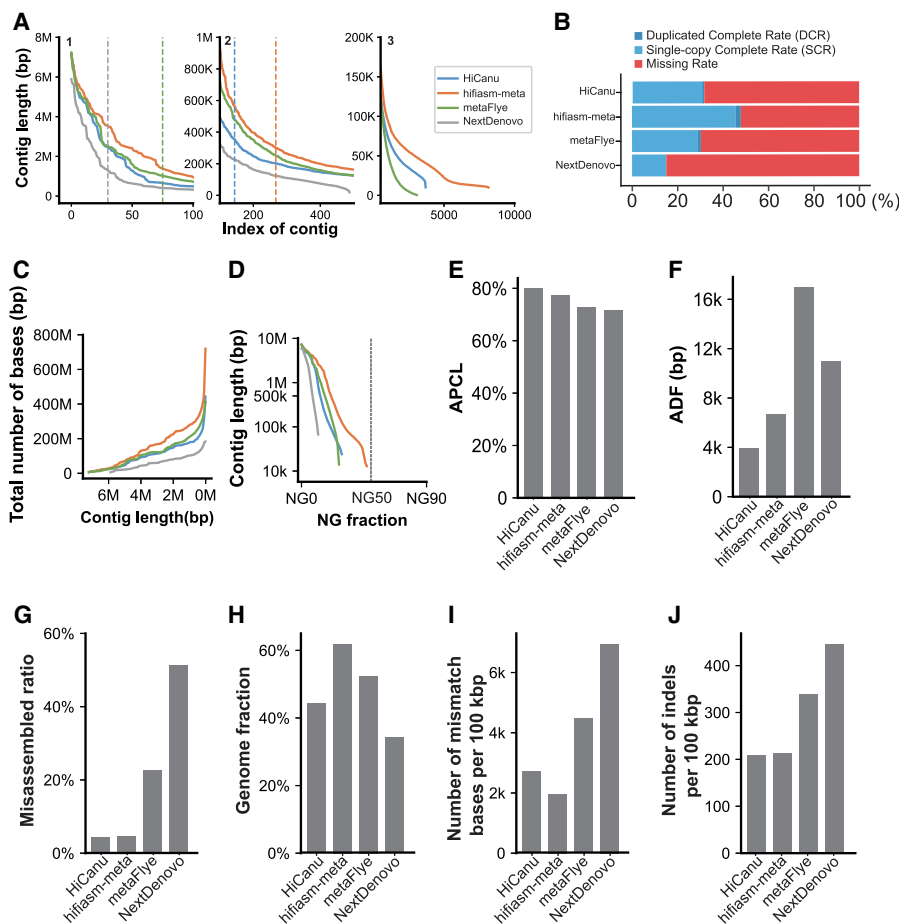 A
Contig length (bp)
8M
6M
4M
2M
0
1
0
50
100
1M
800K
600K
400K
200K
0
2
200
400
Index of contig
200K
150K
100K
50K
0
3
5000
10000
HiCanu
hifiasm-meta
metaFlye
NextDenovo
B
Duplicated Complete Rate (DCR)
Single-copy Complete Rate (SCR)
Missing Rate
HiCanu
hifiasm-meta
metaFlye
NextDenovo
0 20 40 60 80 100 (%)
C
Total number of bases (bp)
800M
600M
400M
200M
0
6M 4M 2M 0M
Contig length(bp)
D
Contig length (bp)
10M
1M
500k
100k
10k
NG0 NG50 NG90
NG fraction
E
APCL
80%
60%
40%
20%
0
HiCanu
hifiasm-meta
metaFlye
NextDenovo
F
ADF (bp)
16k
12k
8k
4k
0
HiCanu
hifiasm-meta
metaFlye
NextDenovo
G
Misassembled ratio
60%
40%
20%
0%
HiCanu
hifiasm-meta
metaFlye
NextDenovo
H
Genome fraction
60%
40%
20%
0%
HiCanu
hifiasm-meta
metaFlye
NextDenovo
I
Number of mismatch
bases per 100 kbp
6k
4k
2k
0
HiCanu
hifiasm-meta
metaFlye
NextDenovo
J
Number of indels
per 100 kbp
400
300
200
100
0
HiCanu
hifiasm-meta
metaFlye
NextDenovo